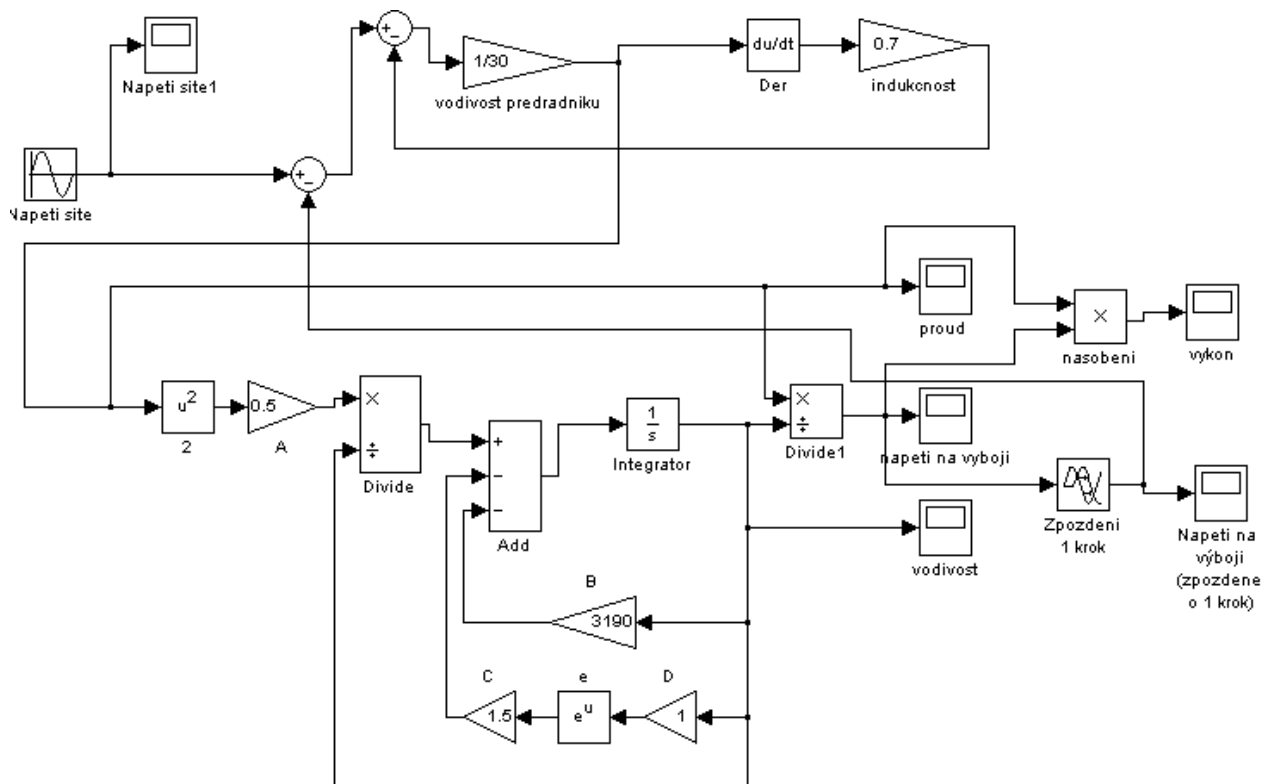 +
−
1/30
vodivost predradniku
du/dt
Der
0.7
indukcnost
Napeti site1
+
−
Napeti site
proud
×
nasobeni
vykon
u2
2
0.5
A
×
÷
Divide
+
−
−
Add
1
s
Integrator
×
÷
Divide1
napeti na vyboji
Zpozdeni
1 krok
Napeti na
výboji
(zpozdene
o 1 krok)
vodivost
B
3190
C
1.5
e
eu
D
1